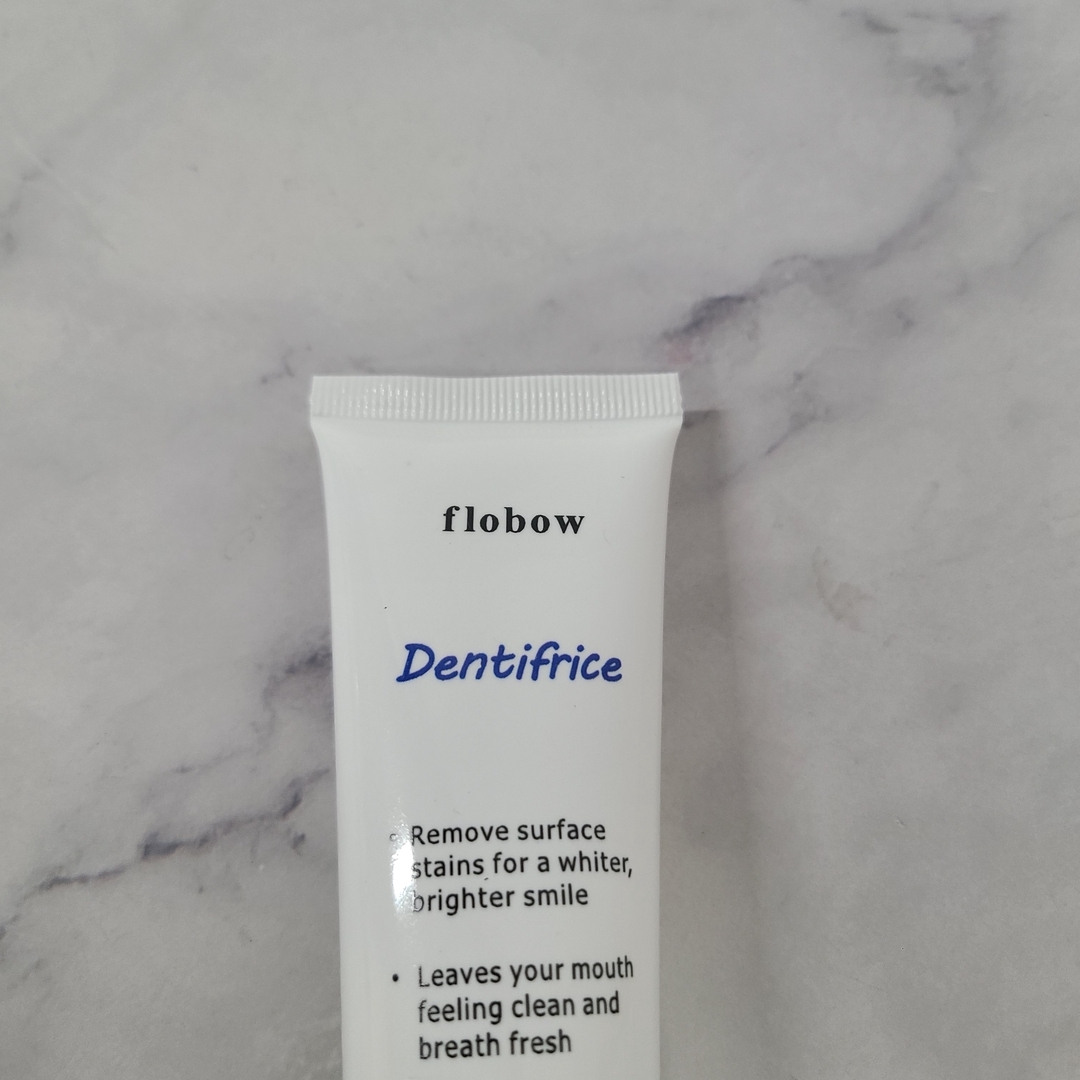 flobow
Dentifrice
• Remove surface
stains for a whiter,
brighter smile
• Leaves your mouth
feeling clean and
breath fresh